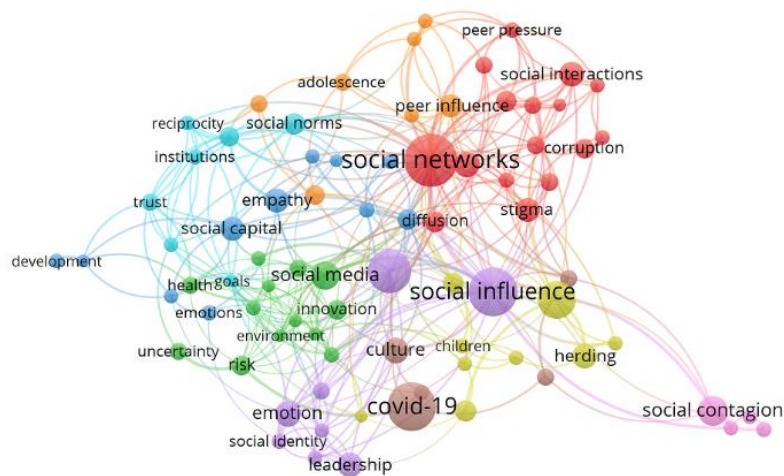 peer pressure
social interactions
adolescence
peer influence
reciprocity
social norms
institutions
social networks
corruption
trust
empathy
stigma
diffusion
social capital
development
social media
health
goals
social influence
emotions
innovation
environment
culture
children
herding
uncertainty
risk
covid-19
social contagion
emotion
social identity
leadership